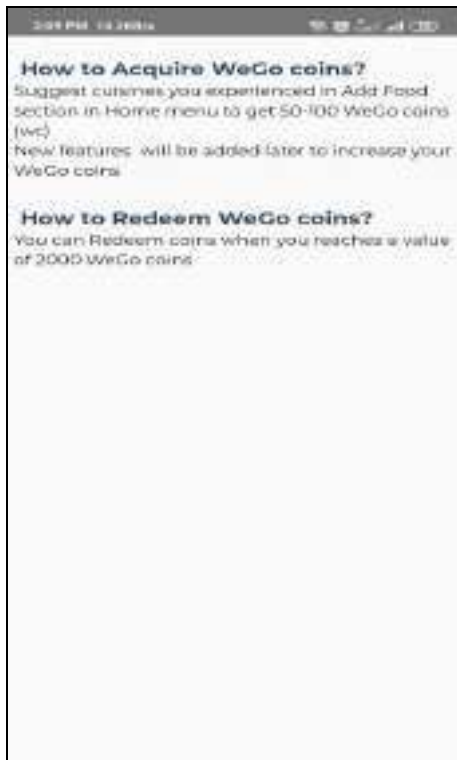 How to Acquire WeGo coins?
Suggest cuisines you experienced in Add Food
section in Home menu to get 50-100 WeGo coins
(wc)
New features will be added later to increase your
WeGo coins
How to Redeem WeGo coins?
You can Redeem coins when you reaches a value
of 2000 WeGo coins